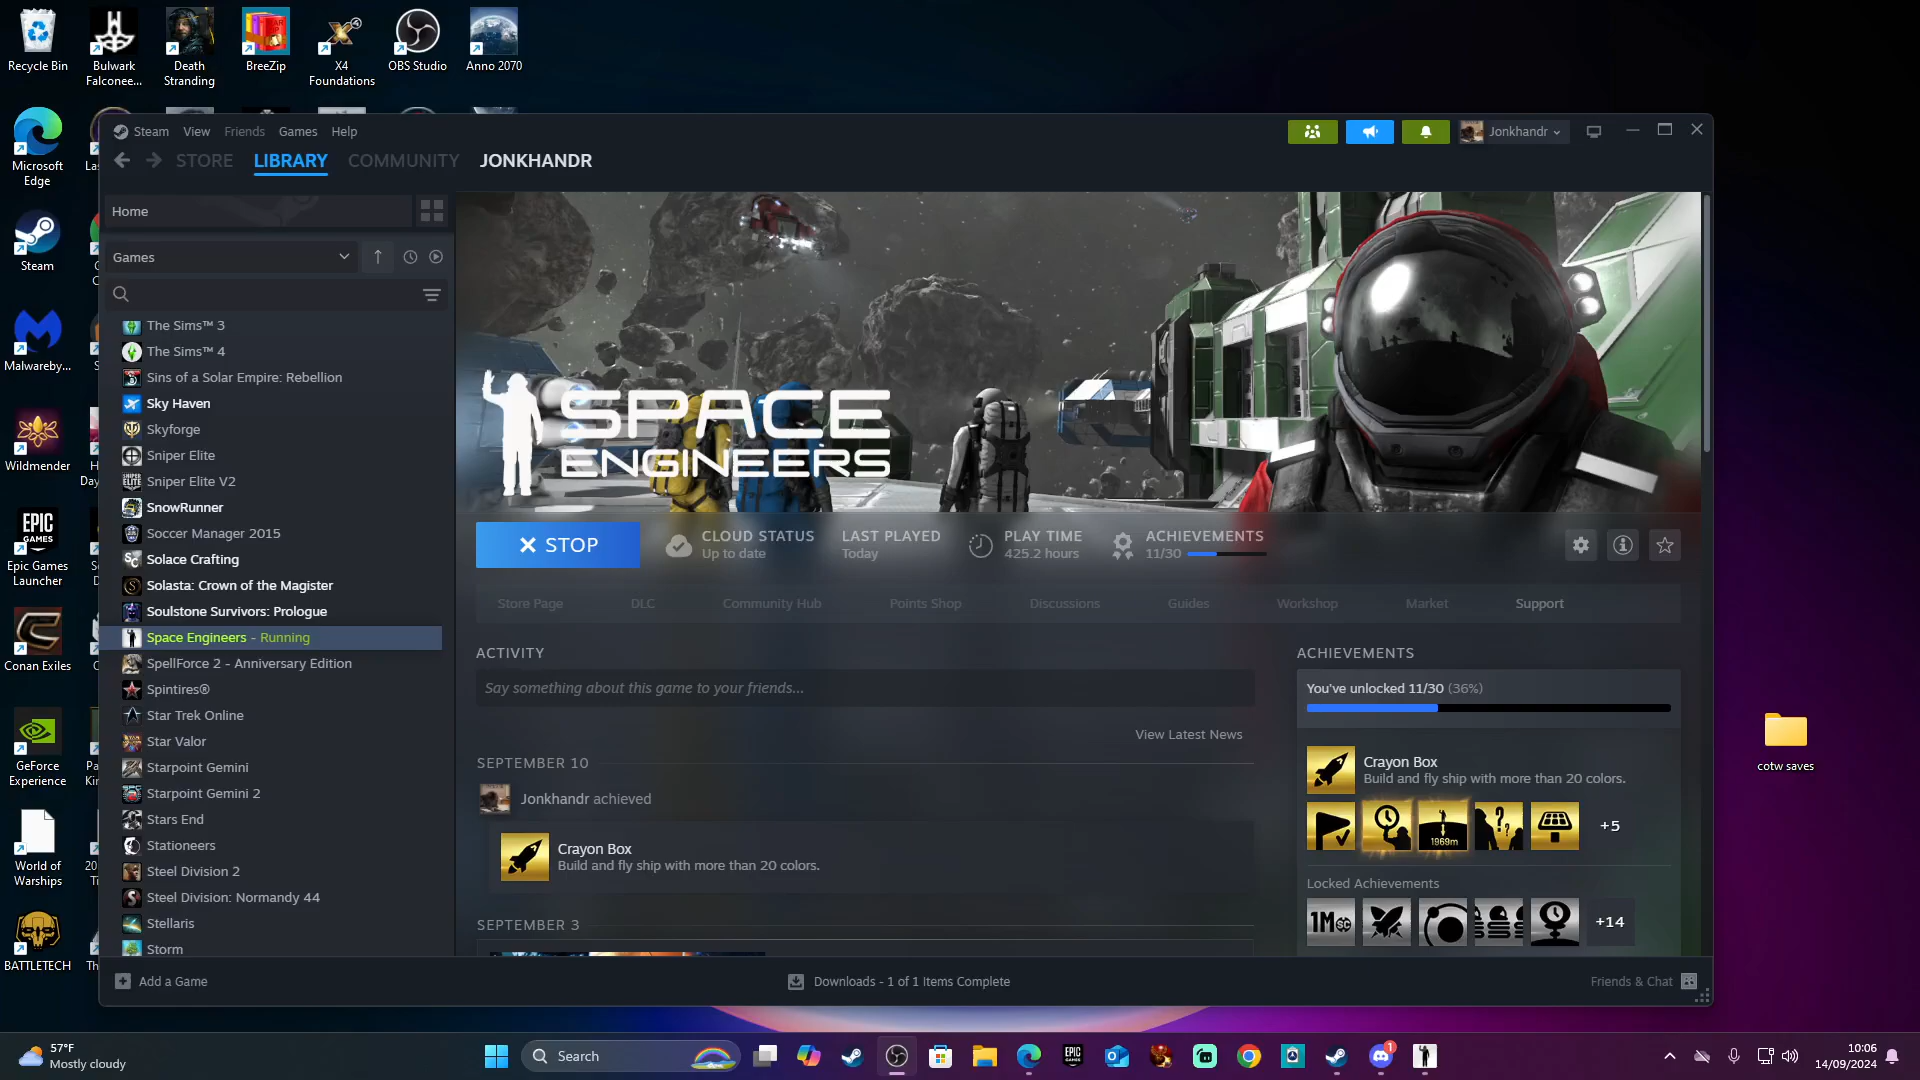 Recycle Bin
Bulwark
Falconee...
Death
Stranding
BreeZip
X4
Foundations
OBS Studio
Anno 2070
Microsoft
Edge
Steam
Malwareby...
Wildmender
EPIC
GAMES
Epic Games
Launcher
Conan Exiles
GeForce
Experience
World of
Warships
BATTLETECH
Steam View Friends Games Help
Jonkhandr
STORE LIBRARY COMMUNITY JONKHANDR
Home
Games
The Sims™ 3
The Sims™ 4
Sins of a Solar Empire: Rebellion
Sky Haven
Skyforge
Sniper Elite
Sniper Elite V2
SnowRunner
Soccer Manager 2015
Solace Crafting
Solasta: Crown of the Magister
Soulstone Survivors: Prologue
Space Engineers - Running
SpellForce 2 - Anniversary Edition
Spintires®
Star Trek Online
Star Valor
Starpoint Gemini
Starpoint Gemini 2
Stars End
Stationeers
Steel Division 2
Steel Division: Normandy 44
Stellaris
Storm
SPACE
ENGINEERS
STOP
CLOUD STATUS
Up to date
LAST PLAYED
Today
PLAY TIME
425.2 hours
ACHIEVEMENTS
11/30
Store Page DLC Community Hub Points Shop Discussions Guides Workshop Market Support
ACTIVITY
Say something about this game to your friends...
View Latest News
SEPTEMBER 10
Jonkhandr achieved
Crayon Box
Build and fly ship with more than 20 colors.
SEPTEMBER 3
ACHIEVEMENTS
You've unlocked 11/30 (36%)
Crayon Box
Build and fly ship with more than 20 colors.
1969m
+5
Locked Achievements
1M SC
+14
Add a Game
Downloads - 1 of 1 Items Complete
Friends & Chat
cotw saves
57°F
Mostly cloudy
Search
EPIC
1
10:06
14/09/2024